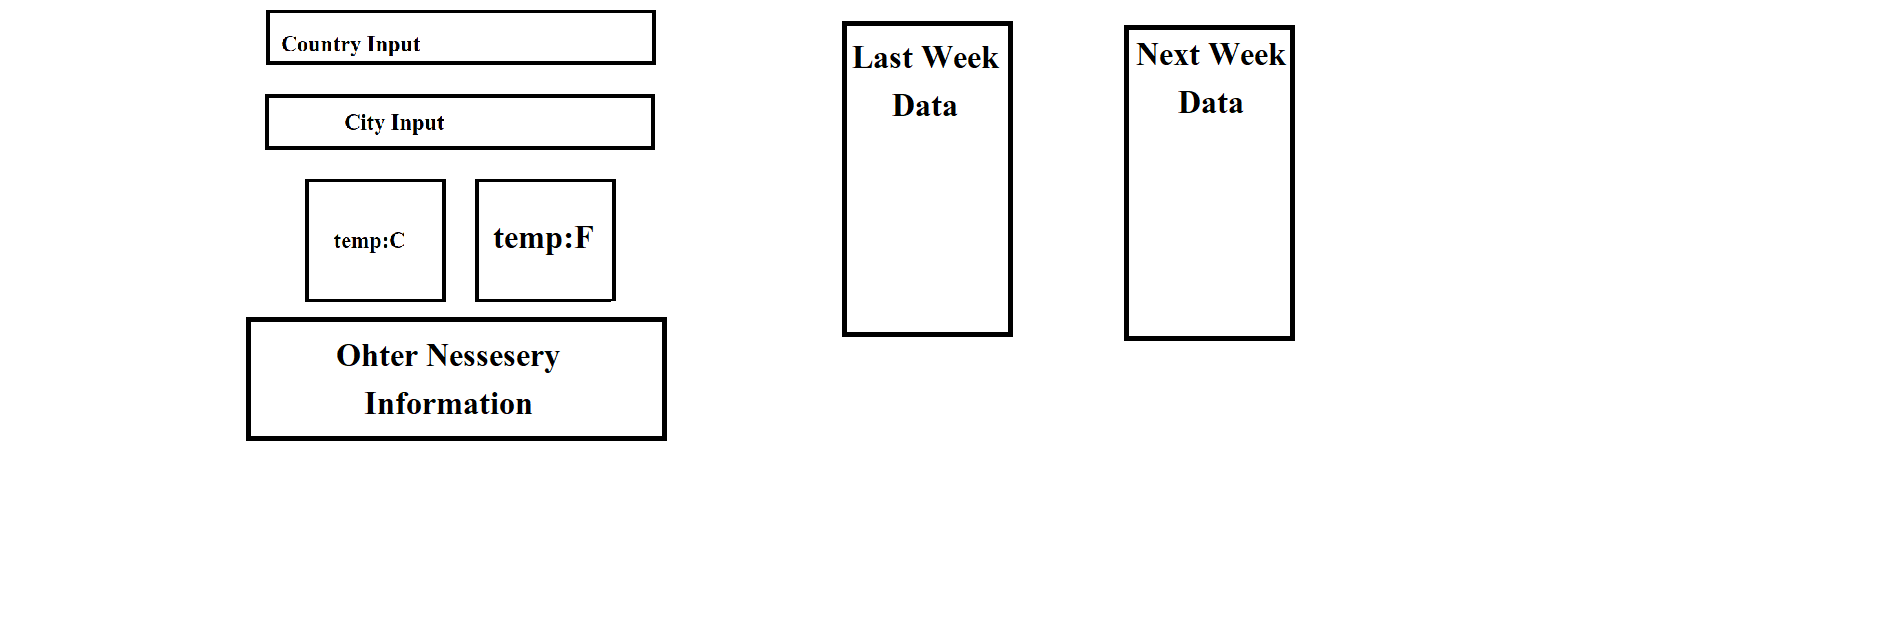 Country Input
City Input
temp:C
temp:F
Ohter Nessesery
Information
Last Week
Data
Next Week
Data